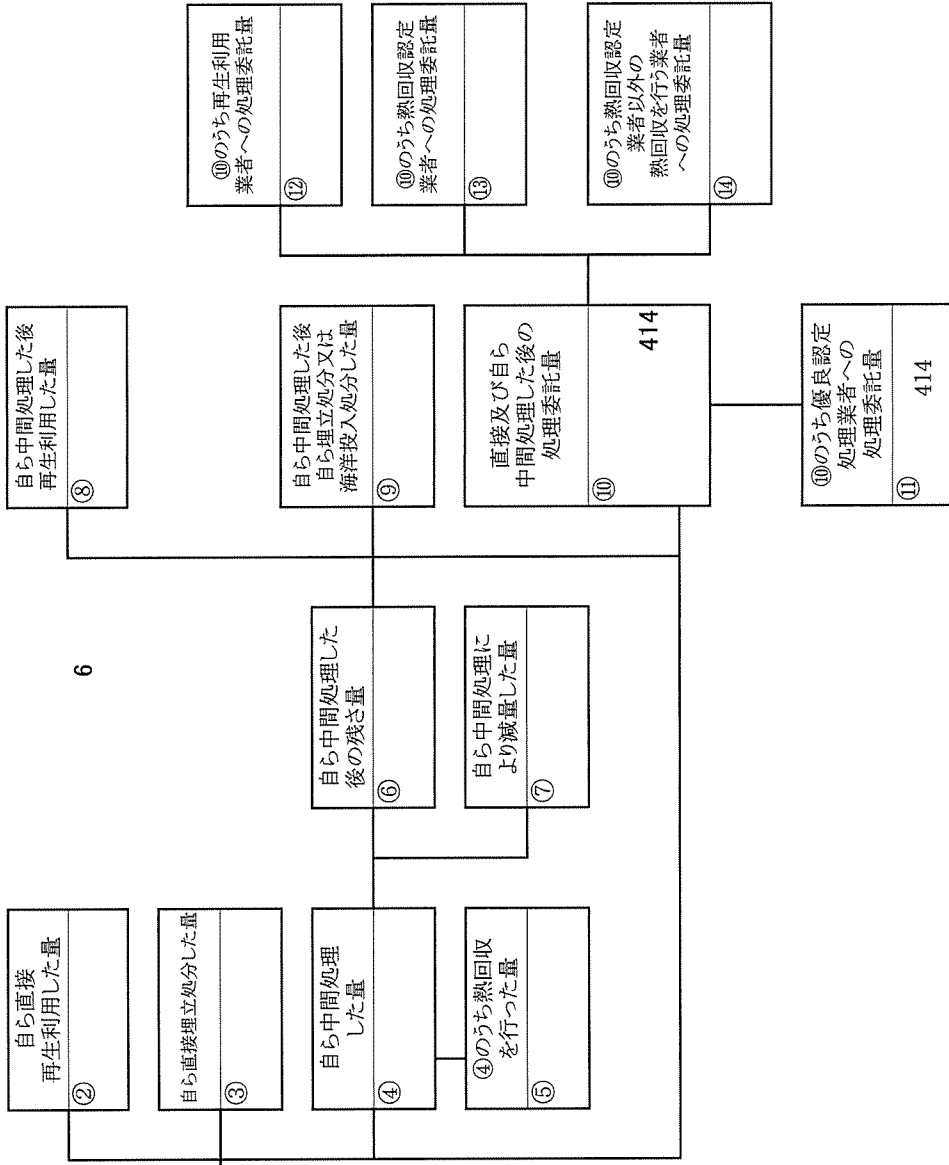 自ら直接
再生利用した量
②
自ら直接埋立処分した量
③
自ら中間処理
した量
④
④のうち熱回収
を行った量
⑤
6
自ら中間処理した
後の残さ量
⑥
自ら中間処理に
より減量した量
⑦
自ら中間処理した後
再生利用した量
⑧
自ら中間処理した後
自ら埋立処分又は
海洋投入処分した量
⑨
直接及び自ら
中間処理した後の
処理委託量
⑩
414
⑩のうち優良認定
処理業者への
処理委託量
⑪
414
⑩のうち再生利用
業者への処理委託量
⑫
⑩のうち熱回収認定
業者への処理委託量
⑬
⑩のうち熱回収認定
業者以外の
熱回収を行う業者
への処理委託量
⑭